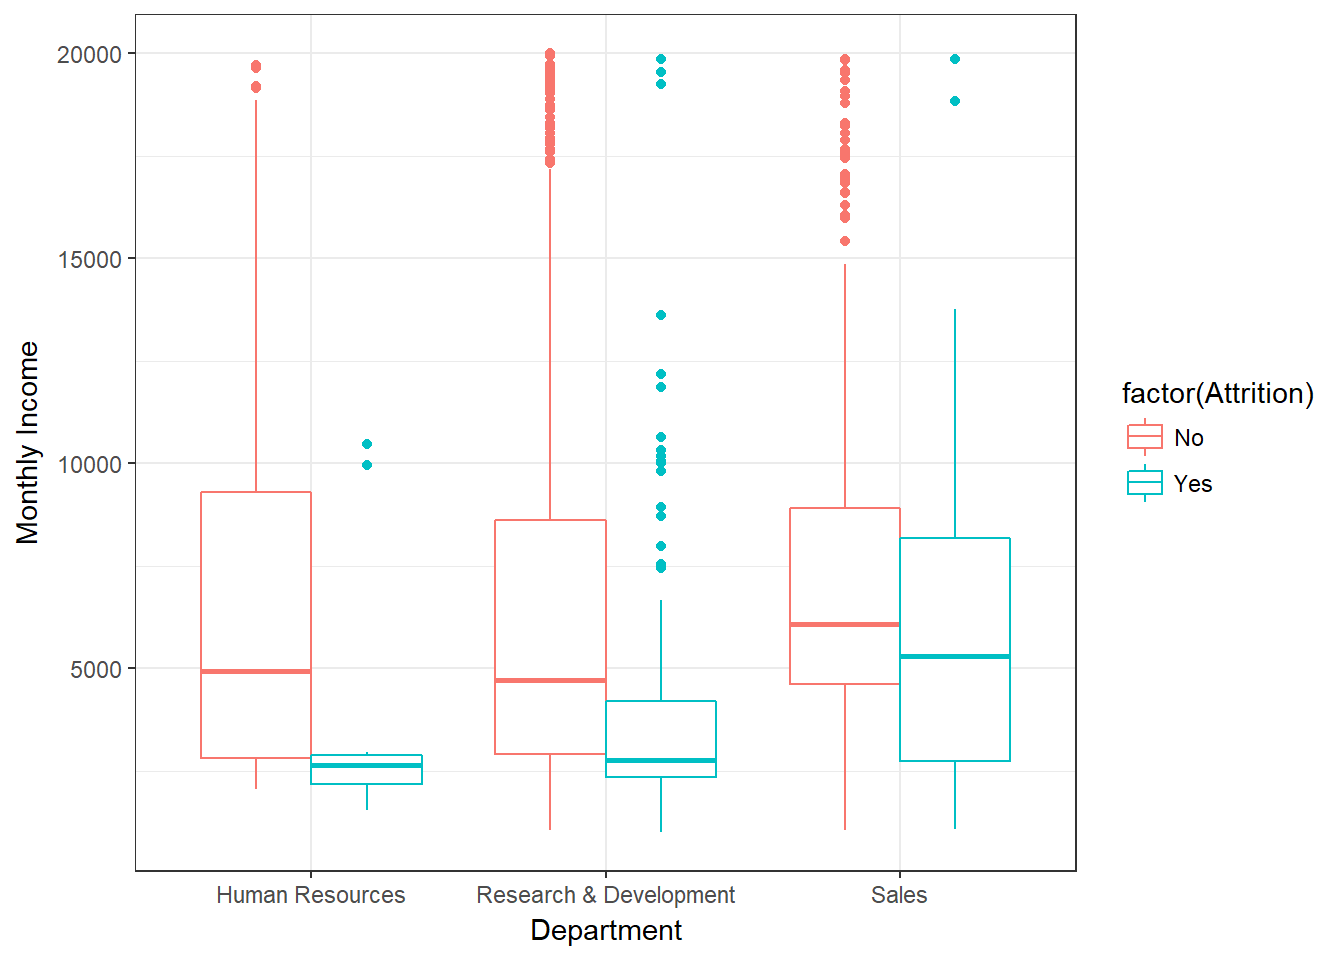 20000
15000
10000
5000
Monthly Income
Human Resources
Research & Development
Sales
Department
factor(Attrition)
No
Yes